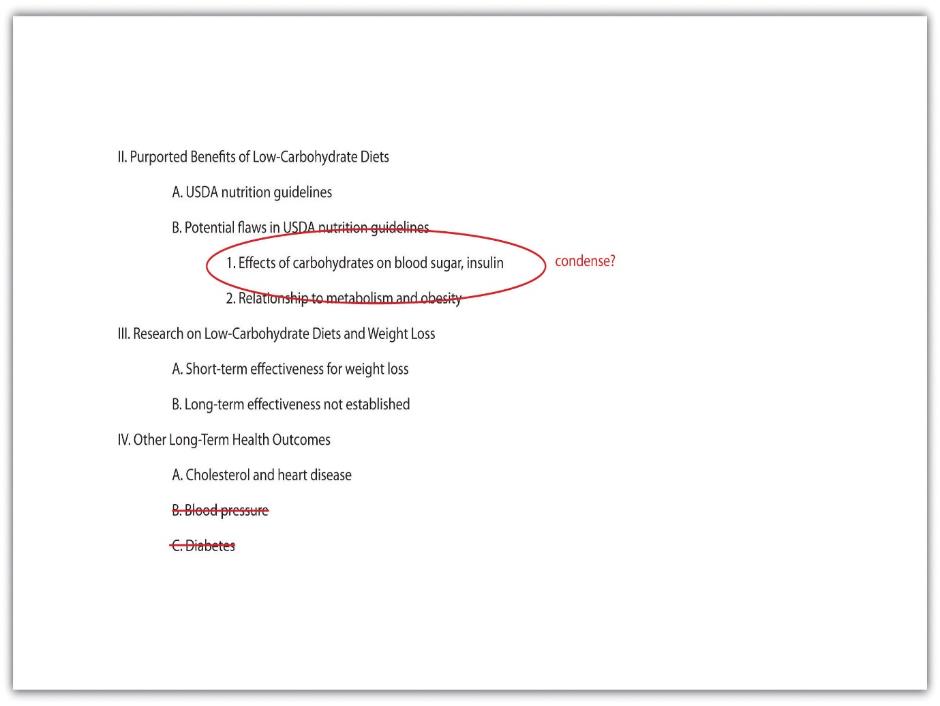 II. Purported Benefits of Low-Carbohydrate Diets
A. USDA nutrition guidelines
B. Potential flaws in USDA nutrition guidelines
1. Effects of carbohydrates on blood sugar, insulin
condense?
2. Relationship to metabolism and obesity
III. Research on Low-Carbohydrate Diets and Weight Loss
A. Short-term effectiveness for weight loss
B. Long-term effectiveness not established
IV. Other Long-Term Health Outcomes
A. Cholesterol and heart disease
B. Blood pressure
C. Diabetes